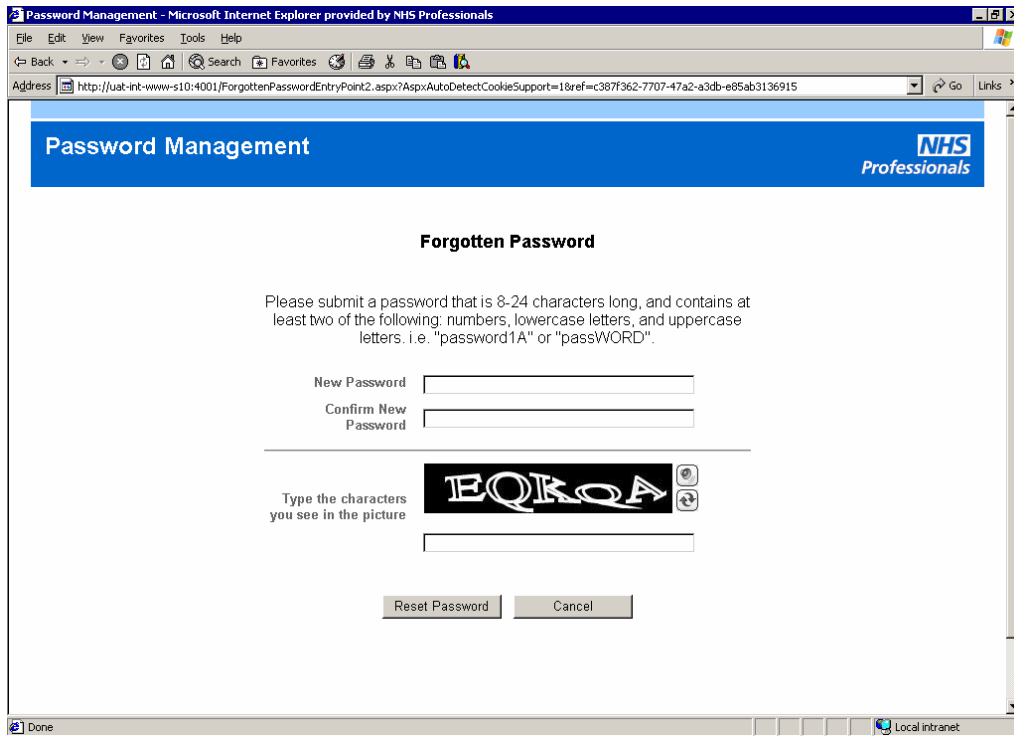 Password Management - Microsoft Internet Explorer provided by NHS Professionals
File Edit View Favorites Tools Help
Back Search Favorites
Address http://uat-int-www-s10:4001/ForgottenPasswordEntryPoint2.aspx?AspxAutoDetectCookieSupport=1&ref=c387f362-7707-47a2-a3db-e85ab3136915 Go Links
Password Management
NHS
Professionals
Forgotten Password
Please submit a password that is 8-24 characters long, and contains at
least two of the following: numbers, lowercase letters, and uppercase
letters. i.e. "password1A" or "passWORD".
New Password
Confirm New
Password
EQKQA
Type the characters
you see in the picture
Reset Password Cancel
Done Local intranet